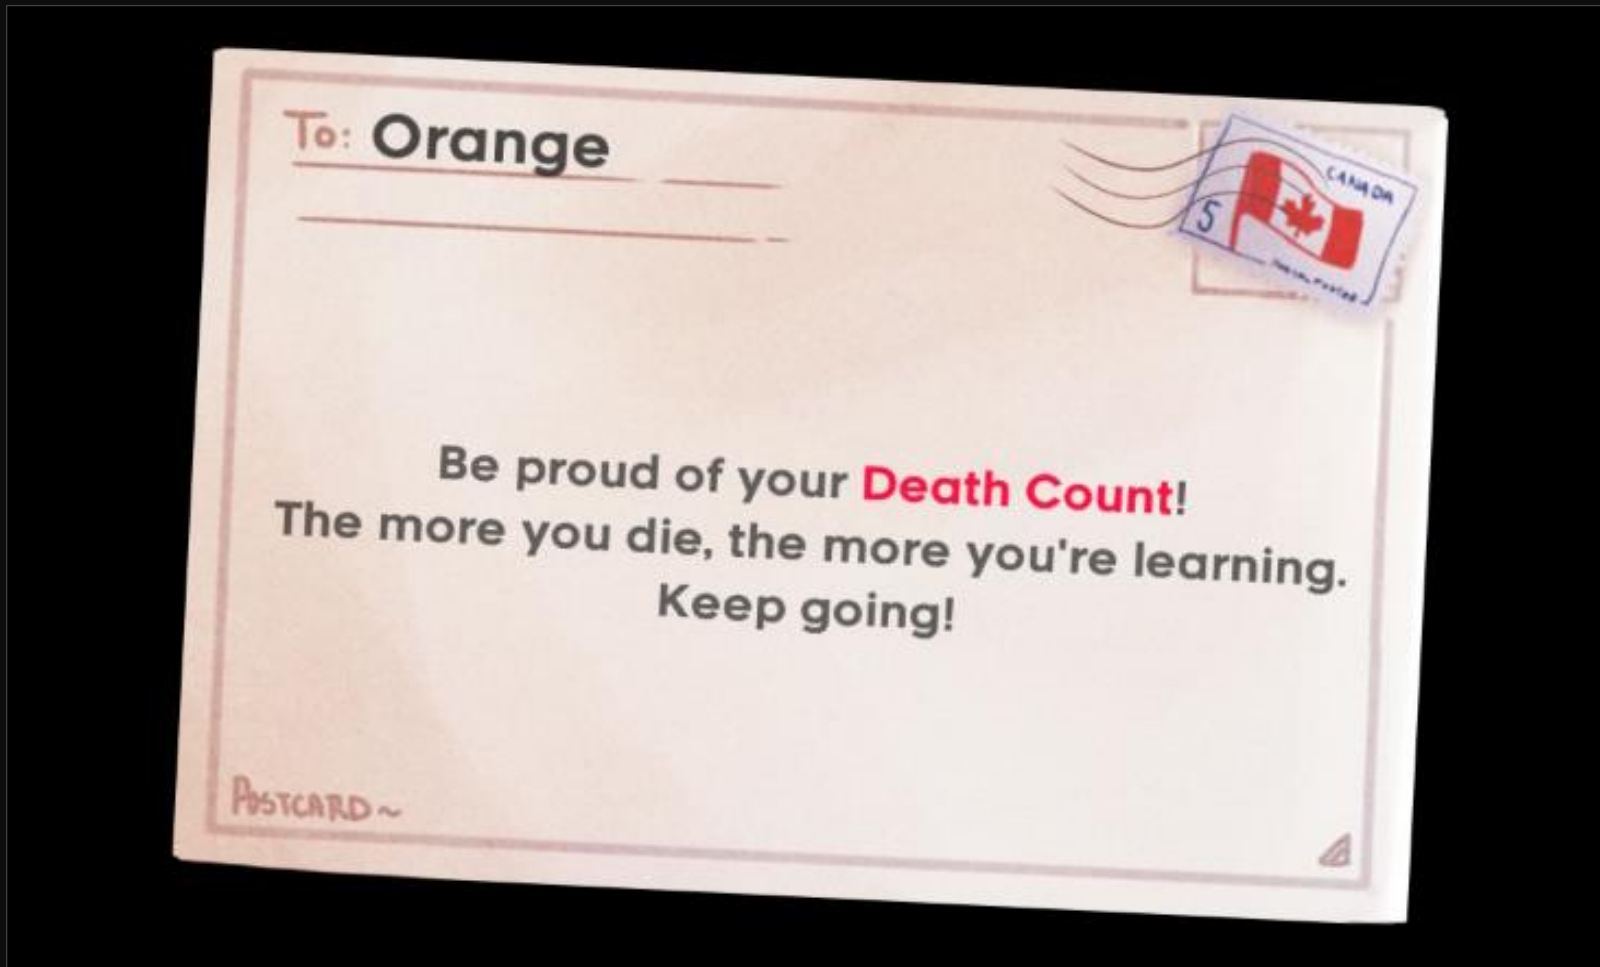 To: Orange
CANADA
5
Be proud of your Death Count!
The more you die, the more you're learning.
Keep going!
POSTCARD~